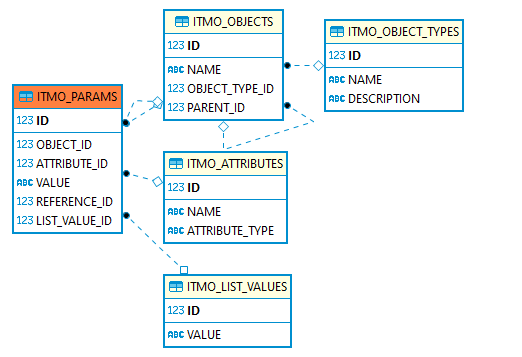 ITMO_OBJECTS
123 ID
ABC NAME
123 OBJECT_TYPE_ID
123 PARENT_ID
ITMO_OBJECT_TYPES
123 ID
ABC NAME
ABC DESCRIPTION
ITMO_PARAMS
123 ID
123 OBJECT_ID
123 ATTRIBUTE_ID
ABC VALUE
123 REFERENCE_ID
123 LIST_VALUE_ID
ITMO_ATTRIBUTES
123 ID
ABC NAME
ABC ATTRIBUTE_TYPE
ITMO_LIST_VALUES
123 ID
ABC VALUE